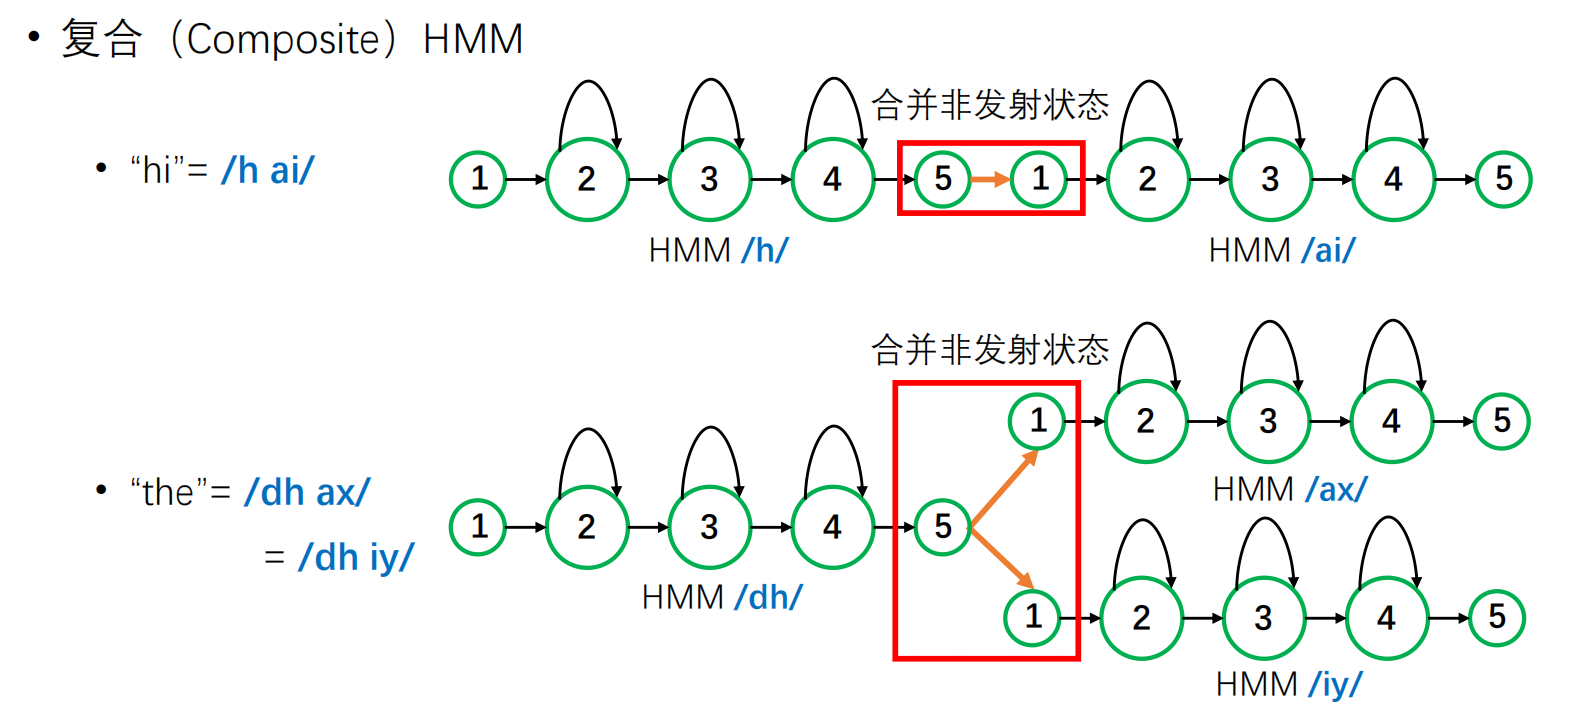 • 复合（Composite）HMM
合并非发射状态
• “hi”= /h ai/
1 2 3 4 5 1 2 3 4 5
HMM /h/ HMM /ai/
合并非发射状态
1 2 3 4 5
HMM /ax/
• “the”= /dh ax/
1 2 3 4 5
= /dh iy/
HMM /dh/
1 2 3 4 5
HMM /iy/